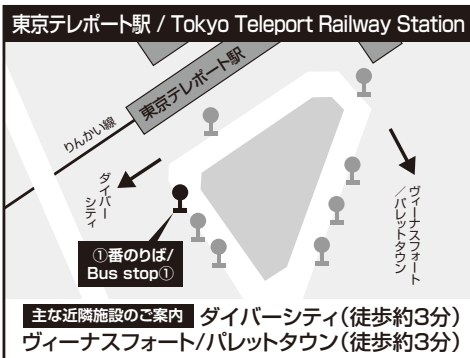 東京テレポート駅 / Tokyo Teleport Railway Station
東京テレポート駅
りんかい線
ダイバー
シティ
ヴィーナスフォート
/パレットタウン
①番のりば/
Bus stop①
主な近隣施設のご案内 ダイバーシティ(徒歩約3分)
ヴィーナスフォート/パレットタウン(徒歩約3分)